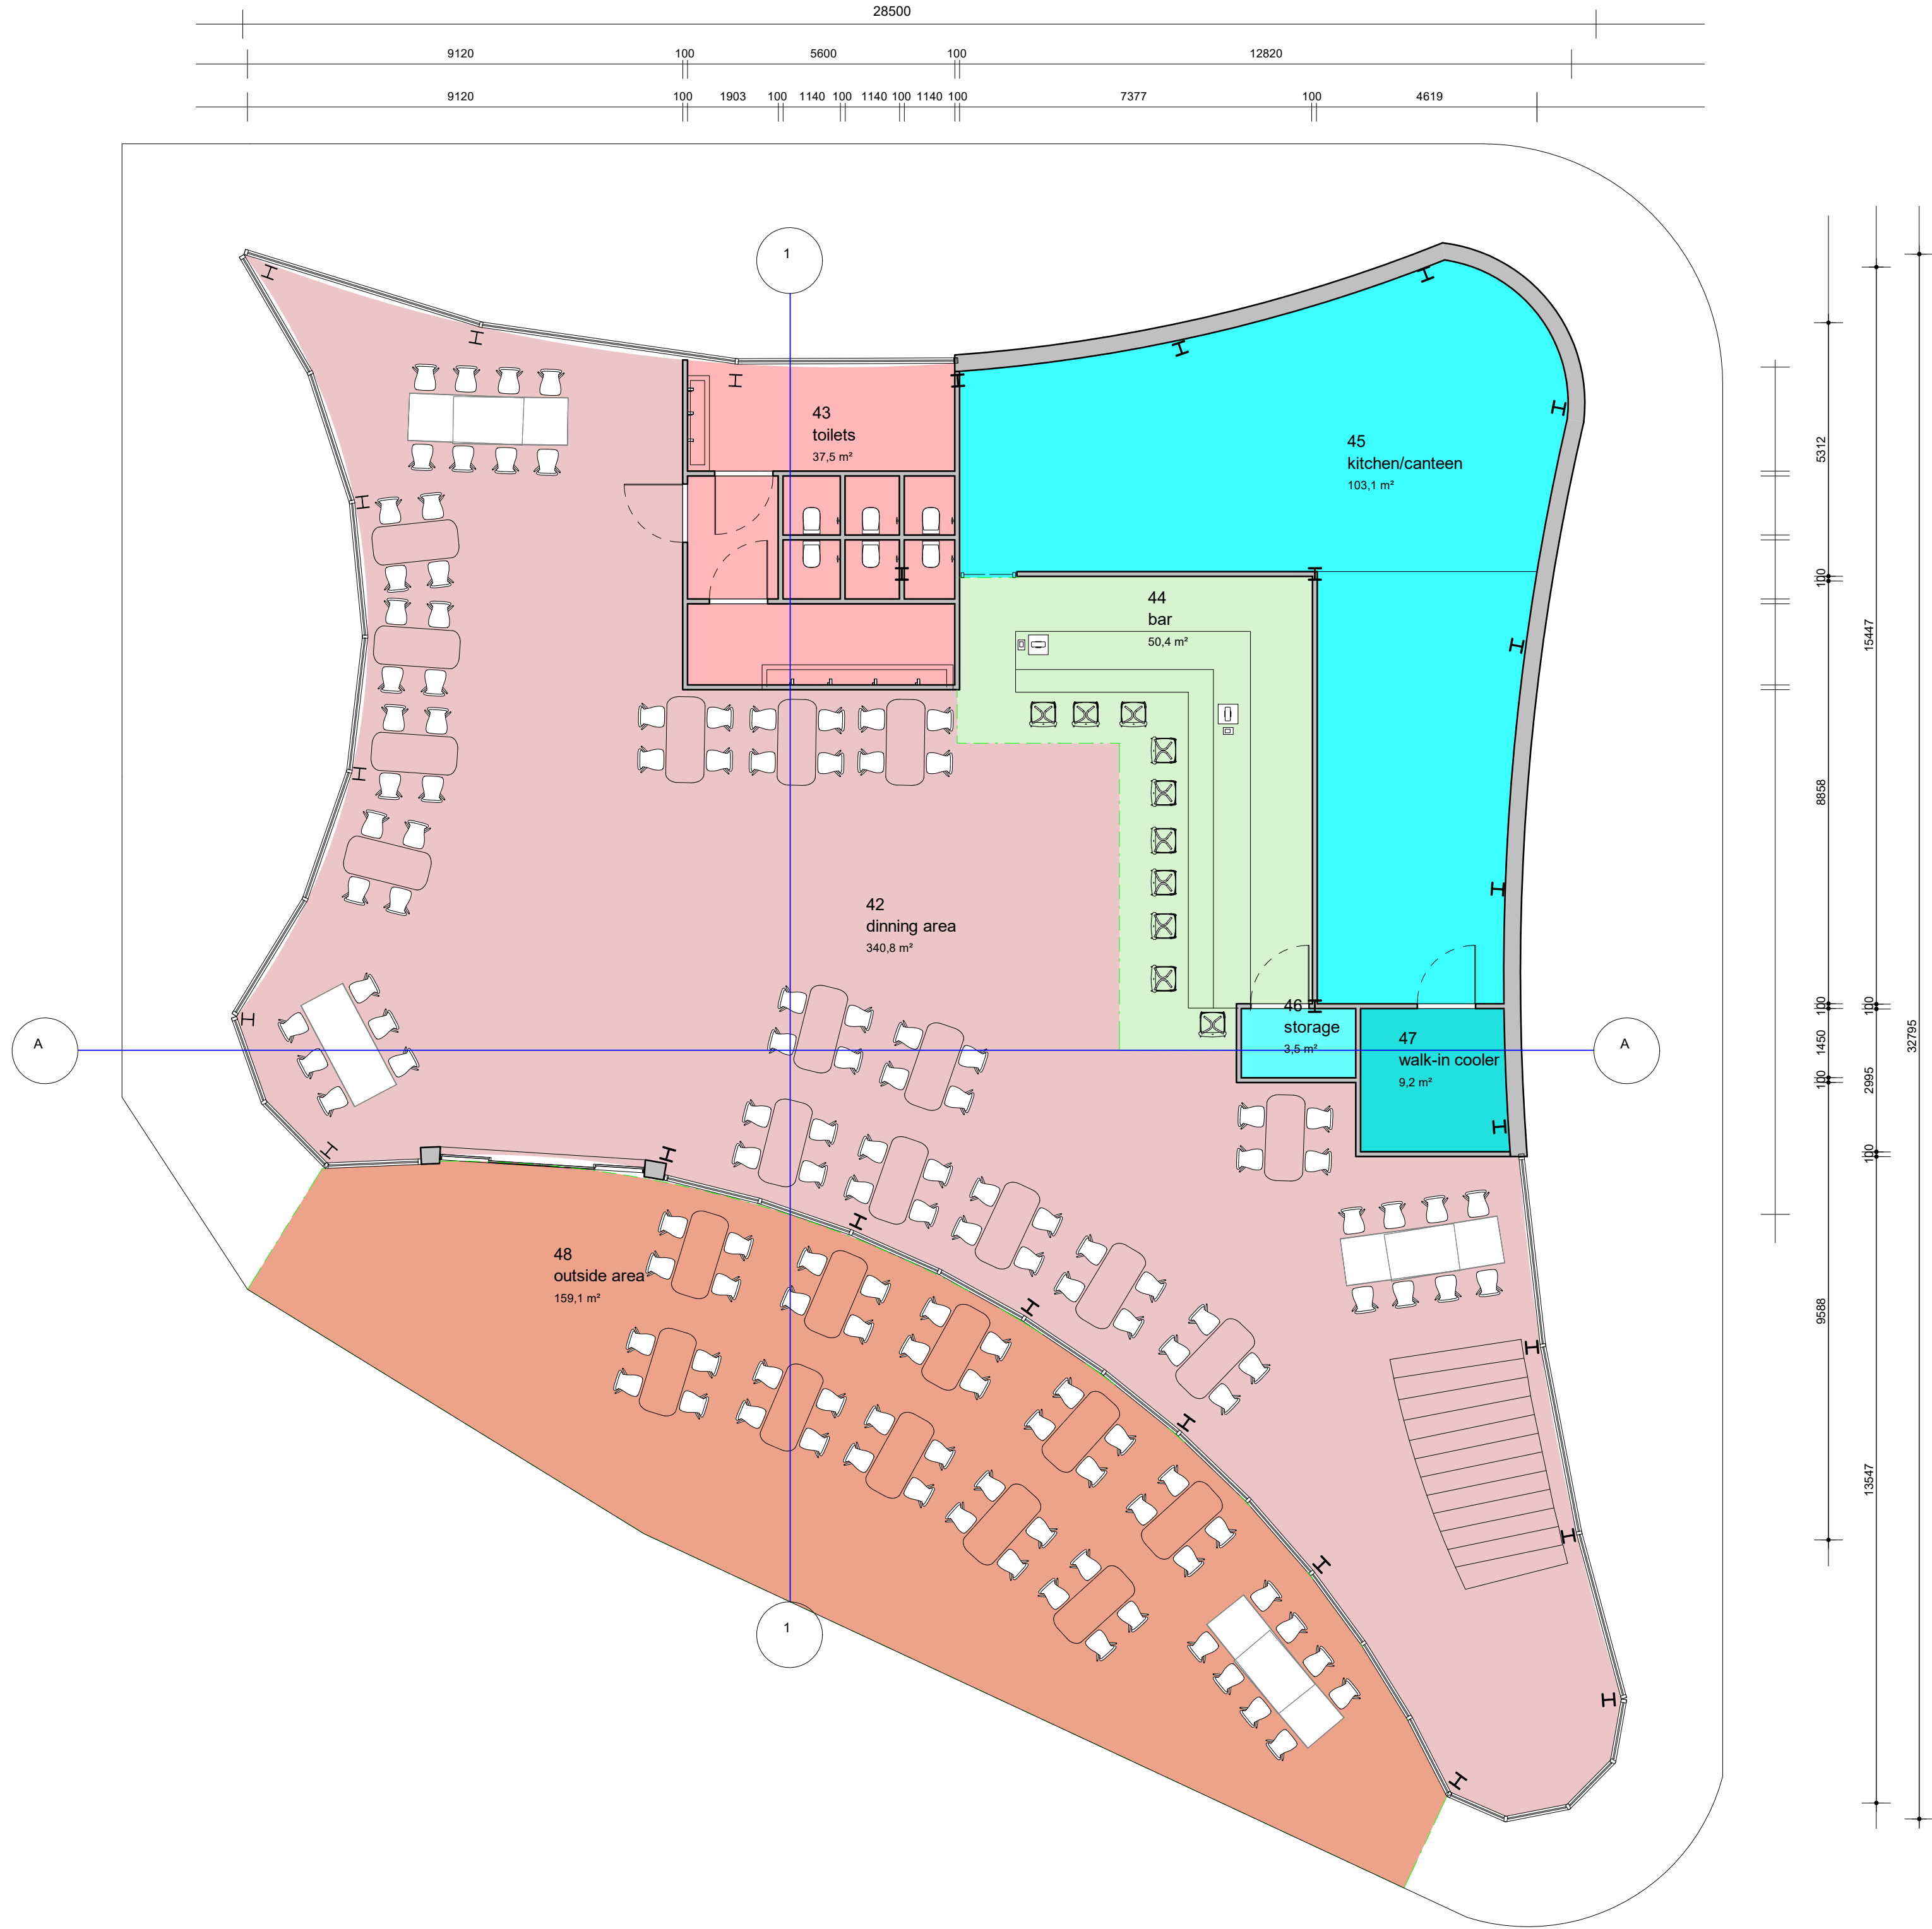 28500
9120 100 5600 100 12820
9120 100 1903 100 1140 100 1140 100 1140 100 7377 100 4619
1
43
toilets
37,5 m²
45
kitchen/canteen
103,1 m²
44
bar
50,4 m²
42
dinning area
340,8 m²
46
storage
3,5 m²
47
walk-in cooler
9,2 m²
A
A
48
outside area
159,1 m²
1
5312
100
8858
100
1450
100
9588
15447
100
2995
100
13547
32795